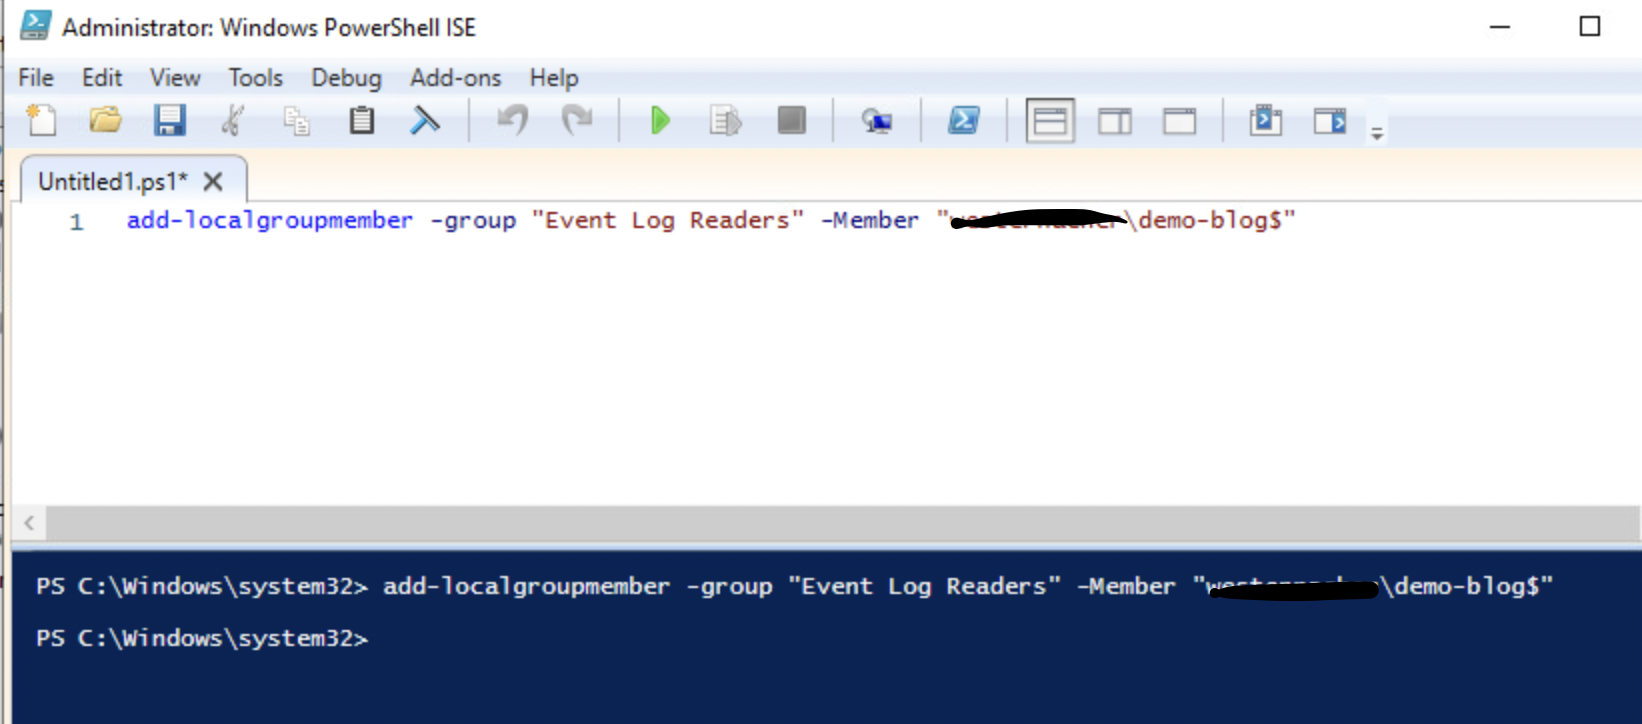 Administrator: Windows PowerShell ISE
File Edit View Tools Debug Add-ons Help
Untitled1.ps1*
1 add-localgroupmember -group "Event Log Readers" -Member "\demo-blog$"
PS C:\Windows\system32> add-localgroupmember -group "Event Log Readers" -Member "\demo-blog$"
PS C:\Windows\system32>